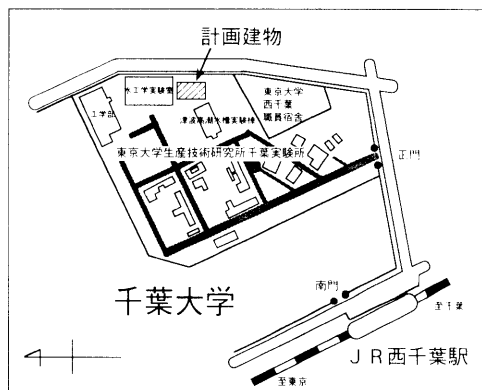 計画建物
水工学実験室
工学部
津波高潮水槽実験棟
東京大学
西千葉
職員宿舎
東京大学生産技術研究所千葉実験所
正門
千葉大学
南門
至千葉
JR西千葉駅
至東京